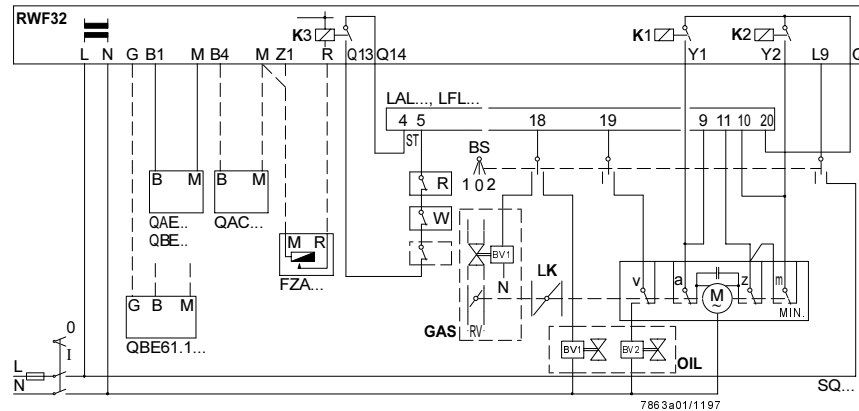 RWF32
K3
K1
K2
L N G B1 M B4 M Z1 R Q13 Q14 Y1 Y2 L9
LAL..., LFL...
4 5 18 19 9 11 10 20
ST
BS
1 0 2
R
W
B M B M
QAE...
QBE...
QAC...
M R
FZA...
BV1
N
LK
RV
GAS
v a z m
M
~
MIN.
G B M
QBE61.1...
BV1 BV2
OIL
0
I
L
N
SQ...
7863a01/1197